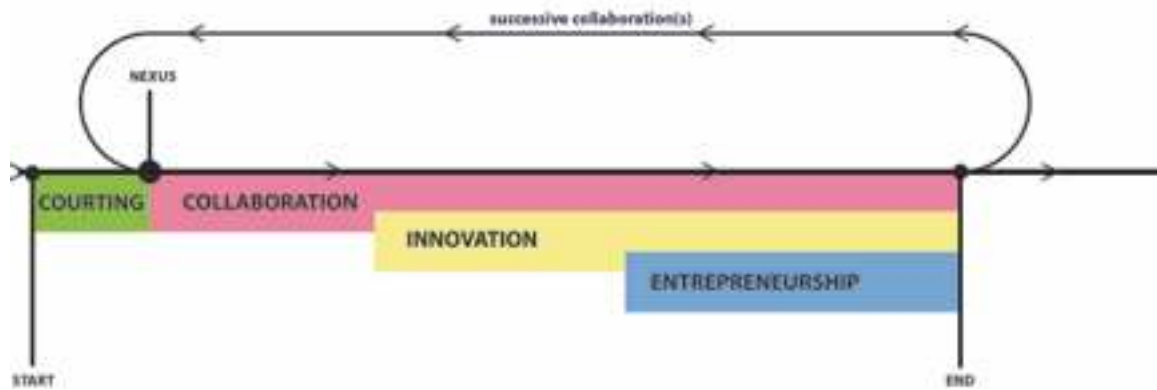 successive collaboration(s)
NEXUS
COURTING
COLLABORATION
INNOVATION
ENTREPRENEURSHIP
START
END